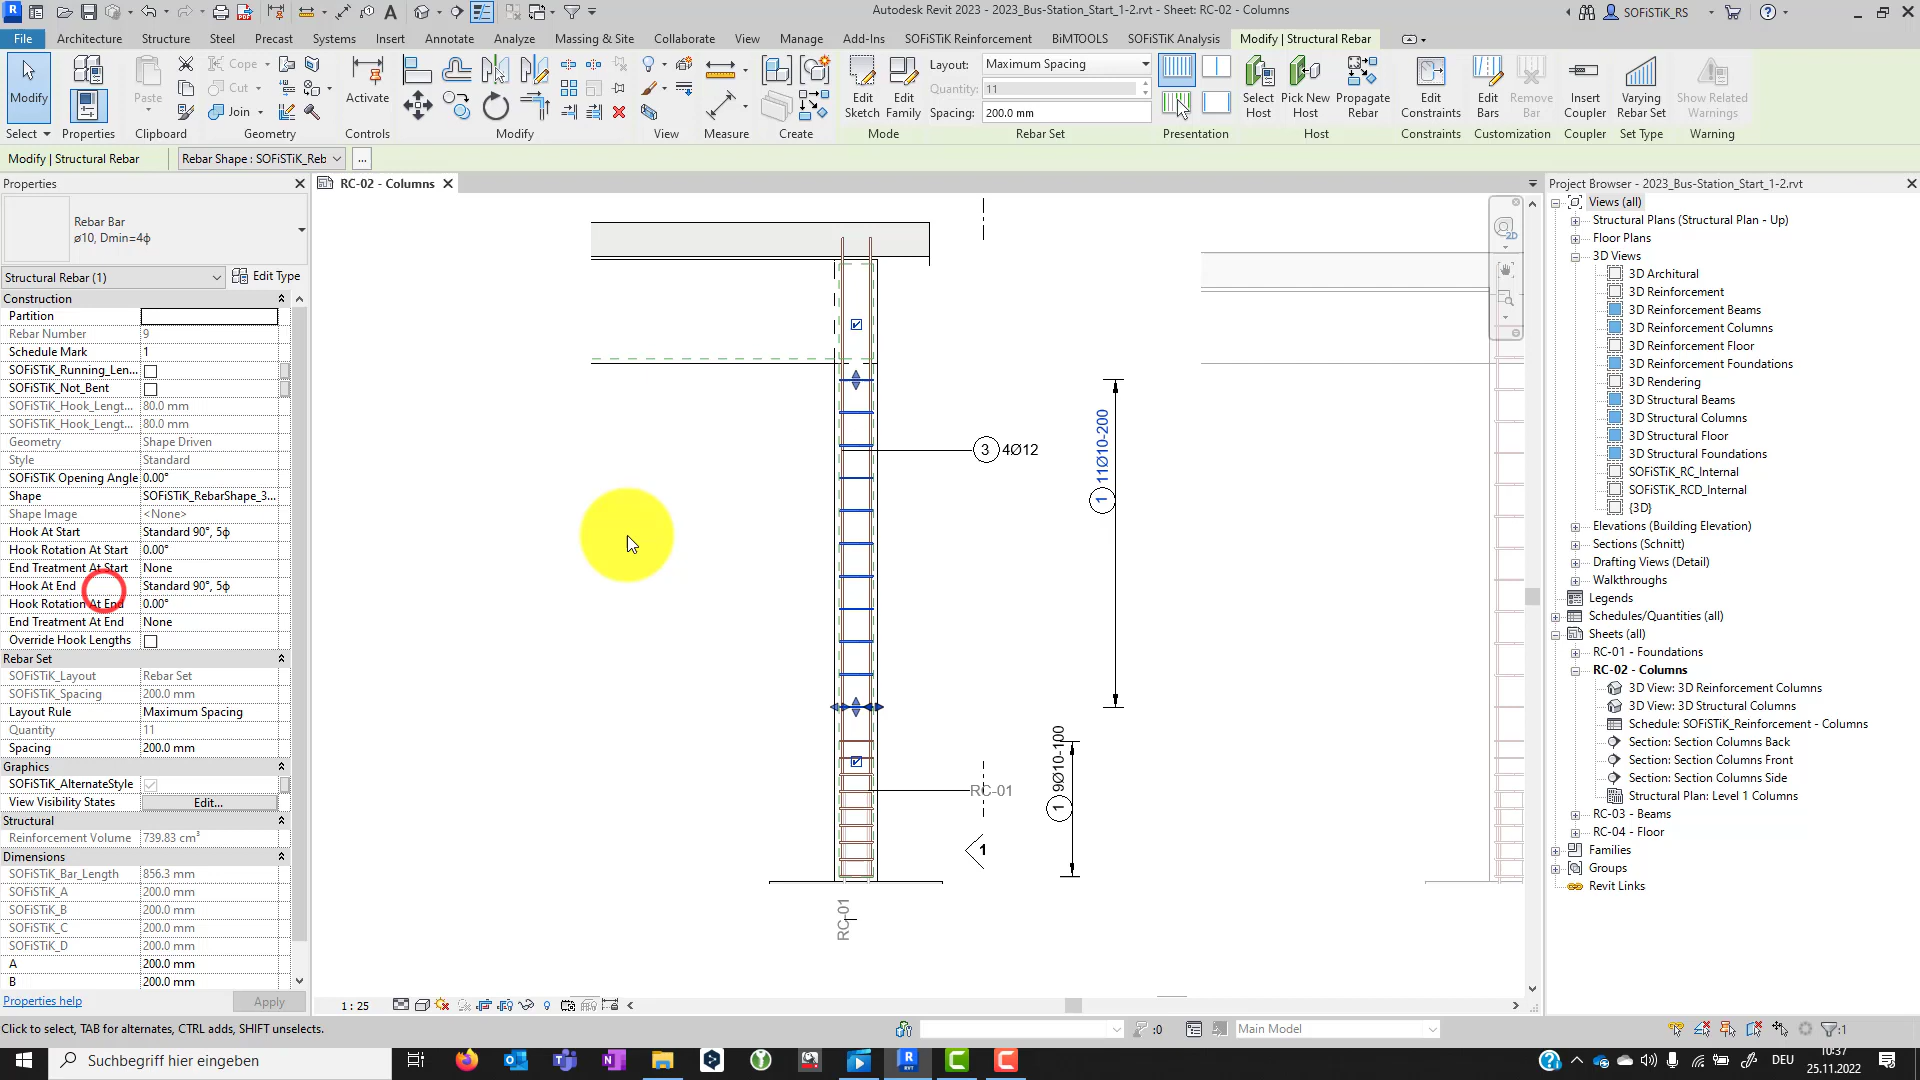 Autodesk Revit 2023 - 2023_Bus-Station_Start_1-2.rvt - Sheet: RC-02 - Columns
SOFiSTiK_RS
File Architecture Structure Steel Precast Systems Insert Annotate Analyze Massing & Site Collaborate View Manage Add-Ins SOFiSTiK Reinforcement BiMTOOLS SOFiSTiK Analysis Modify | Structural Rebar
Cope Cut Join
Layout: Maximum Spacing
Quantity: 11
Spacing: 200.0 mm
Modify Paste Activate
Edit Sketch Edit Family Select Host Pick New Host Propagate Rebar Edit Constraints Edit Bars Remove Bar Insert Coupler Varying Rebar Set Show Related Warnings
Select Properties Clipboard Geometry Controls Modify View Measure Create Mode Rebar Set Presentation Host Constraints Customization Coupler Set Type Warning
Modify | Structural Rebar Rebar Shape : SOFiSTiK_Reb ...
Properties
Rebar Bar
ø10, Dmin=4ϕ
Structural Rebar (1) Edit Type
Construction
Partition
Rebar Number 9
Schedule Mark 1
SOFiSTiK_Running_Len...
SOFiSTiK_Not_Bent
SOFiSTiK_Hook_Lengt... 80.0 mm
SOFiSTiK_Hook_Lengt... 80.0 mm
Geometry Shape Driven
Style Standard
SOFiSTiK Opening Angle 0.00°
Shape SOFiSTiK_RebarShape_3...
Shape Image <None>
Hook At Start Standard 90°, 5ϕ
Hook Rotation At Start 0.00°
End Treatment At Start None
Hook At End Standard 90°, 5ϕ
Hook Rotation At End 0.00°
End Treatment At End None
Override Hook Lengths
Rebar Set
SOFiSTiK_Layout Rebar Set
SOFiSTiK_Spacing 200.0 mm
Layout Rule Maximum Spacing
Quantity 11
Spacing 200.0 mm
Graphics
SOFiSTiK_AlternateStyle
View Visibility States Edit...
Structural
Reinforcement Volume 739.83 cm³
Dimensions
SOFiSTiK_Bar_Length 856.3 mm
SOFiSTiK_A 200.0 mm
SOFiSTiK_B 200.0 mm
SOFiSTiK_C 200.0 mm
SOFiSTiK_D 200.0 mm
A 200.0 mm
B 200.0 mm
Properties help Apply
RC-02 - Columns
3 4Ø12
1 11Ø10-200
1 9Ø10-100
RC-01
1
RC-01
2D
1 : 25
Project Browser - 2023_Bus-Station_Start_1-2.rvt
Views (all)
Structural Plans (Structural Plan - Up)
Floor Plans
3D Views
3D Architural
3D Reinforcement
3D Reinforcement Beams
3D Reinforcement Columns
3D Reinforcement Floor
3D Reinforcement Foundations
3D Rendering
3D Structural Beams
3D Structural Columns
3D Structural Floor
3D Structural Foundations
SOFiSTiK_RC_Internal
SOFiSTiK_RCD_Internal
{3D}
Elevations (Building Elevation)
Sections (Schnitt)
Drafting Views (Detail)
Walkthroughs
Legends
Schedules/Quantities (all)
Sheets (all)
RC-01 - Foundations
RC-02 - Columns
3D View: 3D Reinforcement Columns
3D View: 3D Structural Columns
Schedule: SOFiSTiK_Reinforcement - Columns
Section: Section Columns Back
Section: Section Columns Front
Section: Section Columns Side
Structural Plan: Level 1 Columns
RC-03 - Beams
RC-04 - Floor
Families
Groups
Revit Links
Click to select, TAB for alternates, CTRL adds, SHIFT unselects.
:0 Main Model :1
Suchbegriff hier eingeben
DEU
10:37
25.11.2022